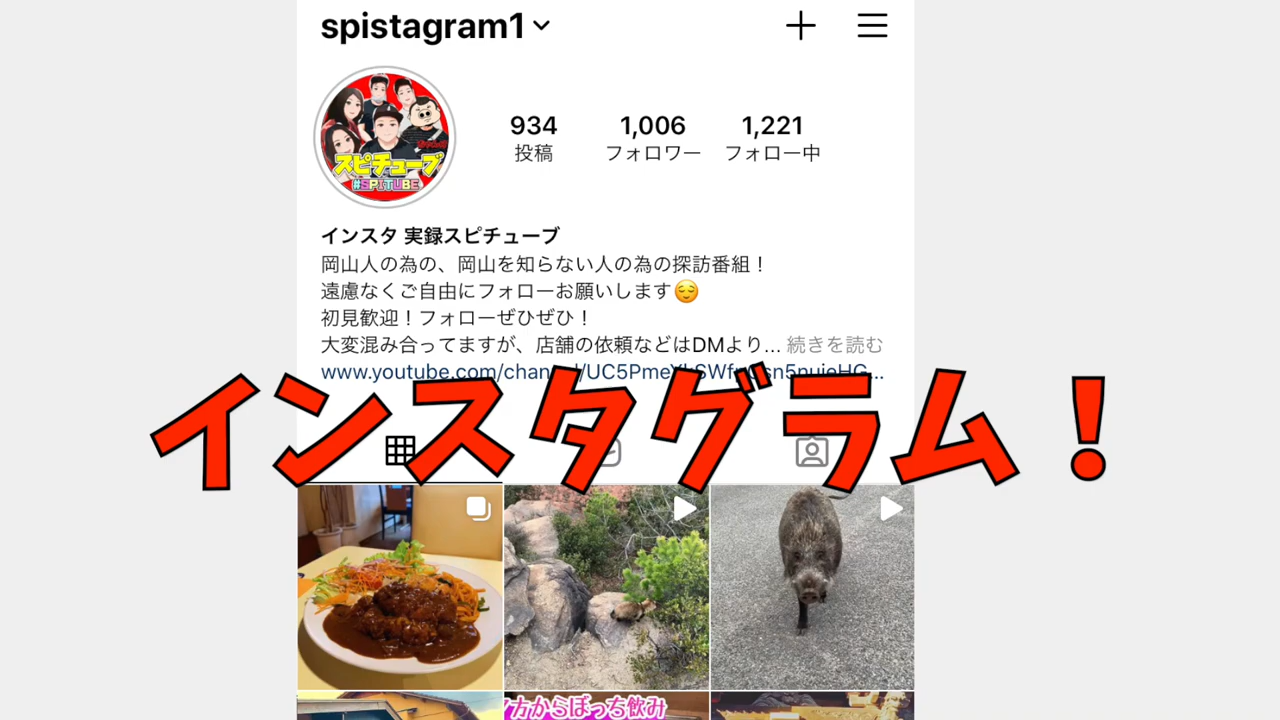 spistagram1
スピチューブ
#SPITUBE
934
投稿
1,006
フォロワー
1,221
フォロー中
インスタ 実録スピチューブ
岡山人の為の、岡山を知らない人の為の探訪番組！
遠慮なくご自由にフォローお願いします😌
初見歓迎！フォローぜひぜひ！
大変混み合ってますが、店舗の依頼などはDMより... 続きを読む
インスタグラム！
方からぼっち飲み